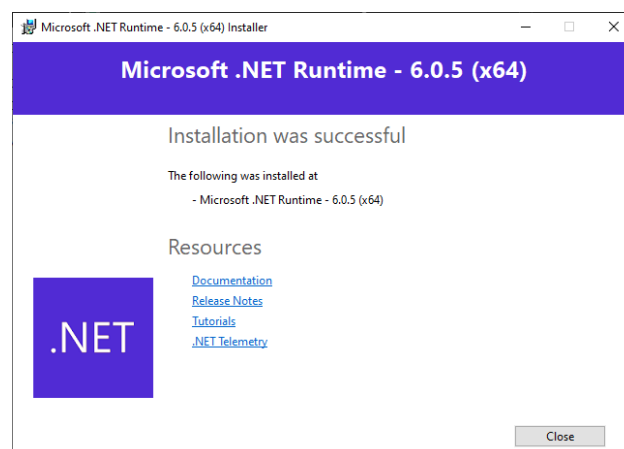 Microsoft .NET Runtime - 6.0.5 (x64) Installer
Microsoft .NET Runtime - 6.0.5 (x64)
Installation was successful
The following was installed at
- Microsoft .NET Runtime - 6.0.5 (x64)
Resources
Documentation
Release Notes
Tutorials
.NET Telemetry
.NET
Close